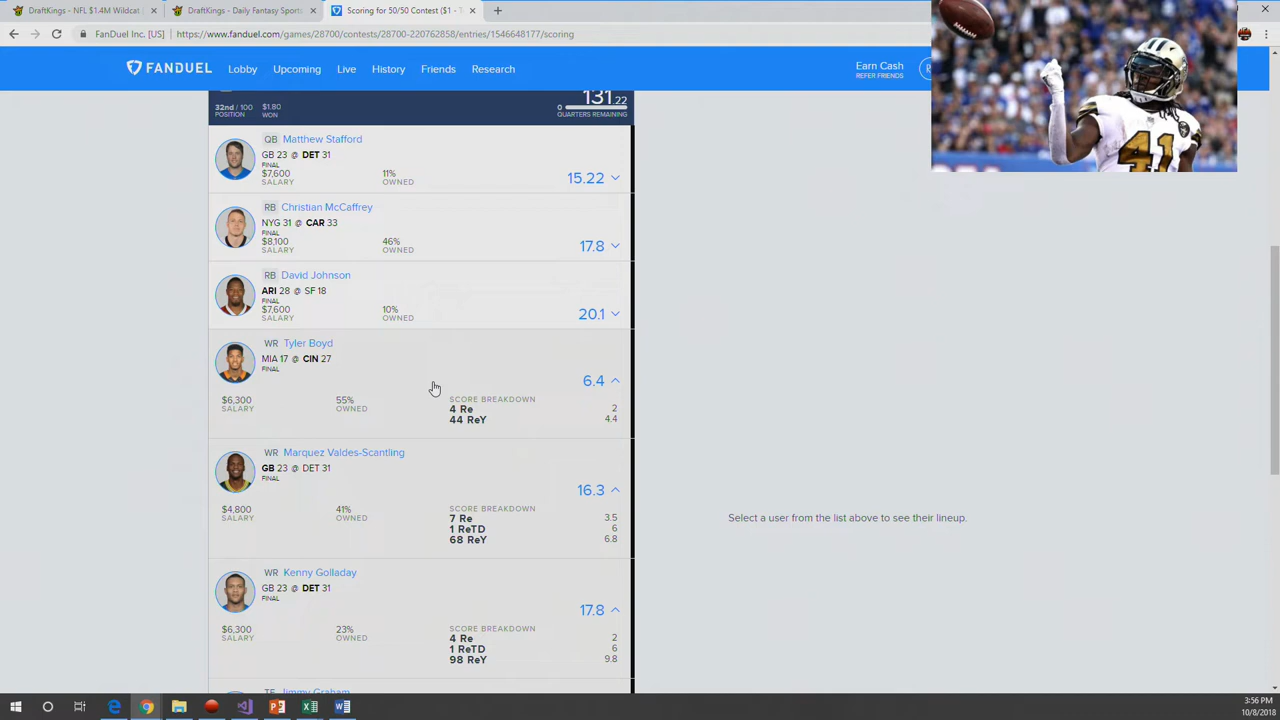 DraftKings - NFL $1.4M Wildcat
DraftKings - Daily Fantasy Sports
Scoring for 50/50 Contest ($1 - T
FanDuel Inc. [US] | https://www.fanduel.com/games/28700/contests/28700-220762858/entries/1546648177/scoring
FANDUEL Lobby Upcoming Live History Friends Research
Earn Cash
REFER FRIENDS
131.22
32nd / 100 $1.80 0
POSITION WON QUARTERS REMAINING
QB Matthew Stafford
GB 23 @ DET 31
FINAL
$7,600 11% 15.22
SALARY OWNED
RB Christian McCaffrey
NYG 31 @ CAR 33
FINAL
$8,100 46% 17.8
SALARY OWNED
RB David Johnson
ARI 28 @ SF 18
FINAL
$7,600 10% 20.1
SALARY OWNED
WR Tyler Boyd
MIA 17 @ CIN 27
FINAL
6.4
$6,300 55% SCORE BREAKDOWN
SALARY OWNED
4 Re 2
44 ReY 4.4
WR Marquez Valdes-Scantling
GB 23 @ DET 31
FINAL
16.3
$4,800 41% SCORE BREAKDOWN
SALARY OWNED
7 Re 3.5
1 ReTD 6
68 ReY 6.8
Select a user from the list above to see their lineup.
WR Kenny Golladay
GB 23 @ DET 31
FINAL
17.8
$6,300 23% SCORE BREAKDOWN
SALARY OWNED
4 Re 2
1 ReTD 6
98 ReY 9.8
TE Jimmy Graham
41
3:56 PM
10/8/2018